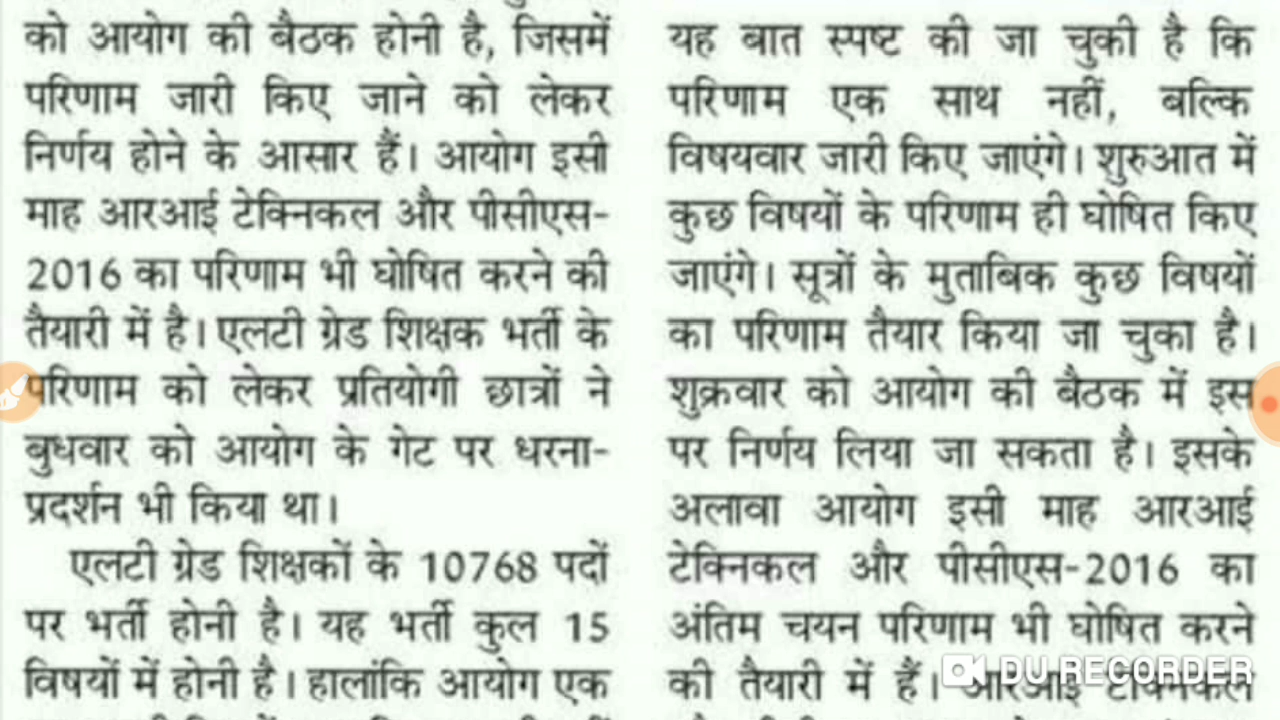 को आयोग की बैठक होनी है, जिसमें
परिणाम जारी किए जाने को लेकर
निर्णय होने के आसार हैं। आयोग इसी
माह आरआई टेक्निकल और पीसीएस-
2016 का परिणाम भी घोषित करने की
तैयारी में है। एलटी ग्रेड शिक्षक भर्ती के
परिणाम को लेकर प्रतियोगी छात्रों ने
बुधवार को आयोग के गेट पर धरना-
प्रदर्शन भी किया था।
एलटी ग्रेड शिक्षकों के 10768 पदों
पर भर्ती होनी है। यह भर्ती कुल 15
विषयों में होनी है। हालांकि आयोग एक
यह बात स्पष्ट की जा चुकी है कि
परिणाम एक साथ नहीं, बल्कि
विषयवार जारी किए जाएंगे। शुरुआत में
कुछ विषयों के परिणाम ही घोषित किए
जाएंगे। सूत्रों के मुताबिक कुछ विषयों
का परिणाम तैयार किया जा चुका है।
शुक्रवार को आयोग की बैठक में इस
पर निर्णय लिया जा सकता है। इसके
अलावा आयोग इसी माह आरआई
टेक्निकल और पीसीएस-2016 का
अंतिम चयन परिणाम भी घोषित करने
की तैयारी में हैं। आरआई टेक्निकल
DU RECORDER